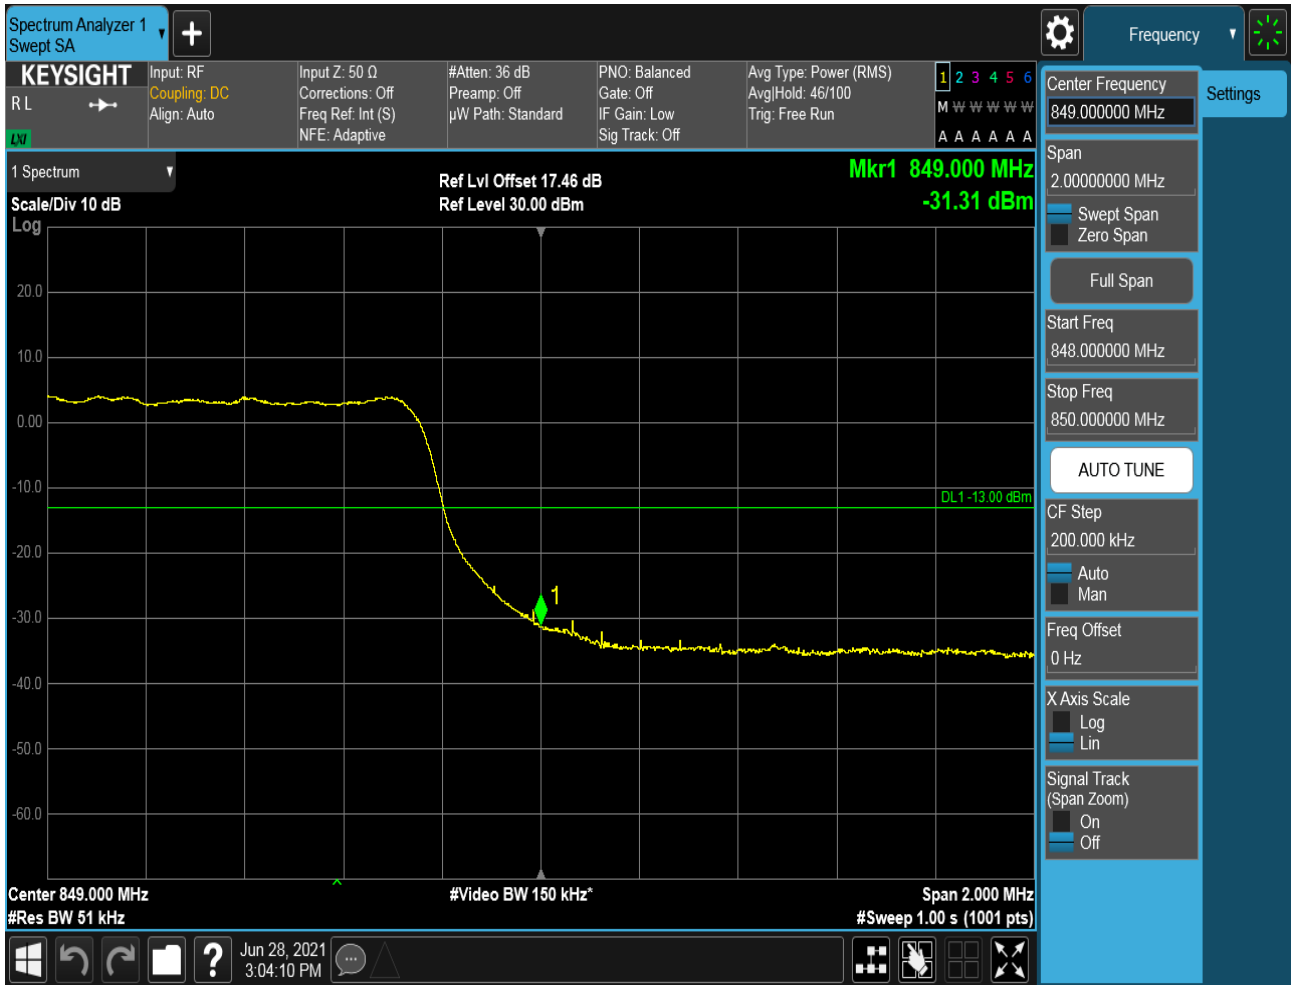 Spectrum Analyzer 1
Swept SA
Frequency
KEYSIGHT
R L
LXI
Input: RF
Coupling: DC
Align: Auto
Input Z: 50 Ω
Corrections: Off
Freq Ref: Int (S)
NFE: Adaptive
#Atten: 36 dB
Preamp: Off
µW Path: Standard
PNO: Balanced
Gate: Off
IF Gain: Low
Sig Track: Off
Avg Type: Power (RMS)
Avg|Hold: 46/100
Trig: Free Run
1 2 3 4 5 6
M W W W W W
A A A A A A
1 Spectrum
Scale/Div 10 dB
Log
Ref Lvl Offset 17.46 dB
Ref Level 30.00 dBm
Mkr1 849.000 MHz
-31.31 dBm
20.0
10.0
0.00
-10.0
DL1 -13.00 dBm
-20.0
1
-30.0
-40.0
-50.0
-60.0
Center 849.000 MHz
#Res BW 51 kHz
#Video BW 150 kHz*
Span 2.000 MHz
#Sweep 1.00 s (1001 pts)
Jun 28, 2021
3:04:10 PM
Center Frequency
849.000000 MHz
Settings
Span
2.00000000 MHz
Swept Span
Zero Span
Full Span
Start Freq
848.000000 MHz
Stop Freq
850.000000 MHz
AUTO TUNE
CF Step
200.000 kHz
Auto
Man
Freq Offset
0 Hz
X Axis Scale
Log
Lin
Signal Track
(Span Zoom)
On
Off